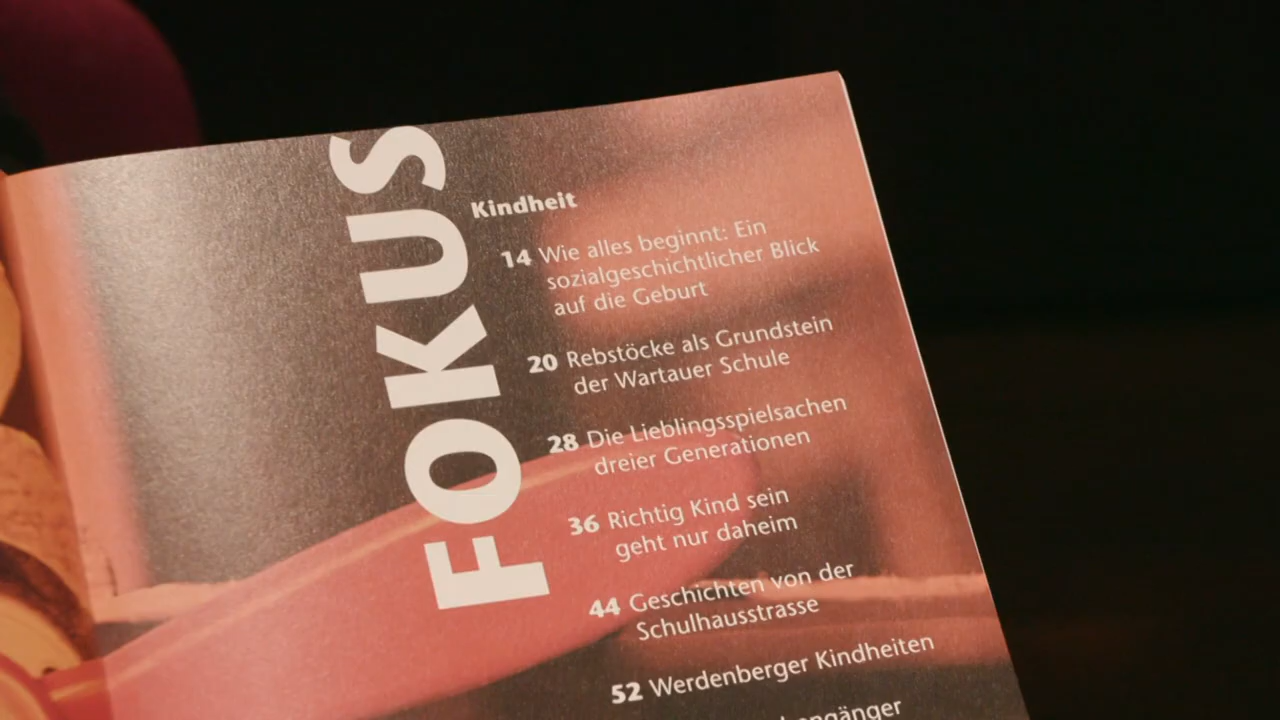 FOKUS
Kindheit
14 Wie alles beginnt: Ein
sozialgeschichtlicher Blick
auf die Geburt
20 Rebstöcke als Grundstein
der Wartauer Schule
28 Die Lieblingsspielsachen
dreier Generationen
36 Richtig Kind sein
geht nur daheim
44 Geschichten von der
Schulhausstrasse
52 Werdenberger Kindheiten